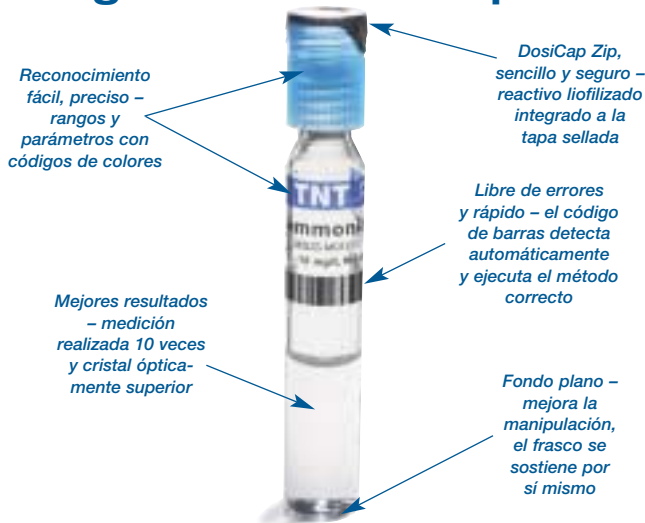 Reconocimiento
fácil, preciso –
rangos y
parámetros con
códigos de colores
DosiCap Zip,
sencillo y seguro –
reactivo liofilizado
integrado a la
tapa sellada
TNT
Libre de errores
y rápido – el código
de barras detecta
automáticamente
y ejecuta el método
correcto
Mejores resultados
– medición
realizada 10 veces
y cristal óptica-
mente superior
Fondo plano –
mejora la
manipulación,
el frasco se
sostiene por
sí mismo